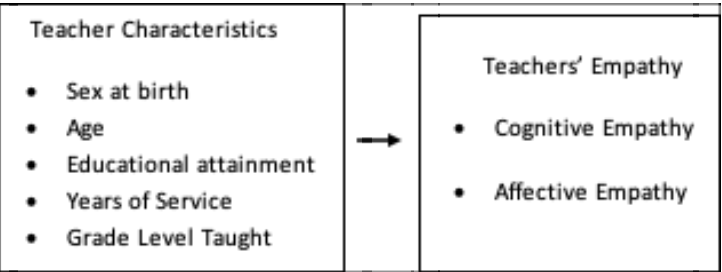 Teacher Characteristics
• Sex at birth
• Age
• Educational attainment
• Years of Service
• Grade Level Taught
Teachers' Empathy
• Cognitive Empathy
• Affective Empathy